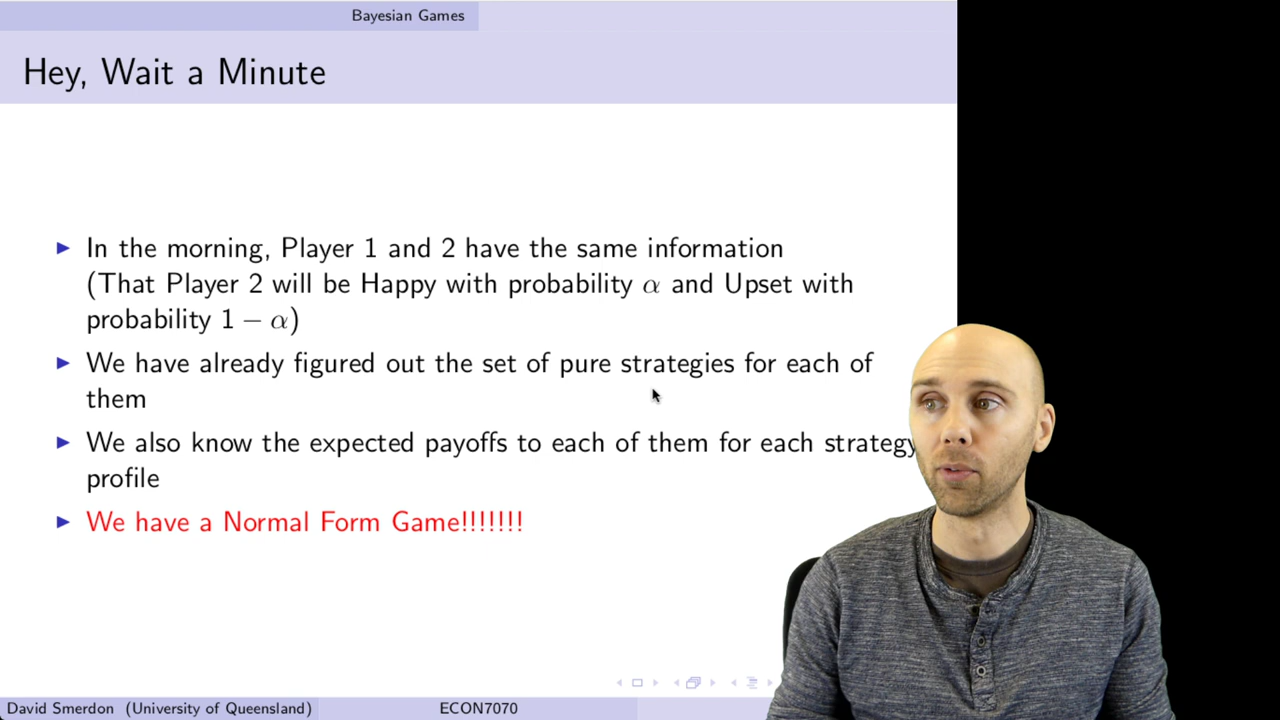 Bayesian Games
Hey, Wait a Minute
▶ In the morning, Player 1 and 2 have the same information
(That Player 2 will be Happy with probability α and Upset with
probability 1 − α)
▶ We have already figured out the set of pure strategies for each of
them
▶ We also know the expected payoffs to each of them for each strategy
profile
▶ We have a Normal Form Game!!!!!!!
David Smerdon (University of Queensland)
ECON7070